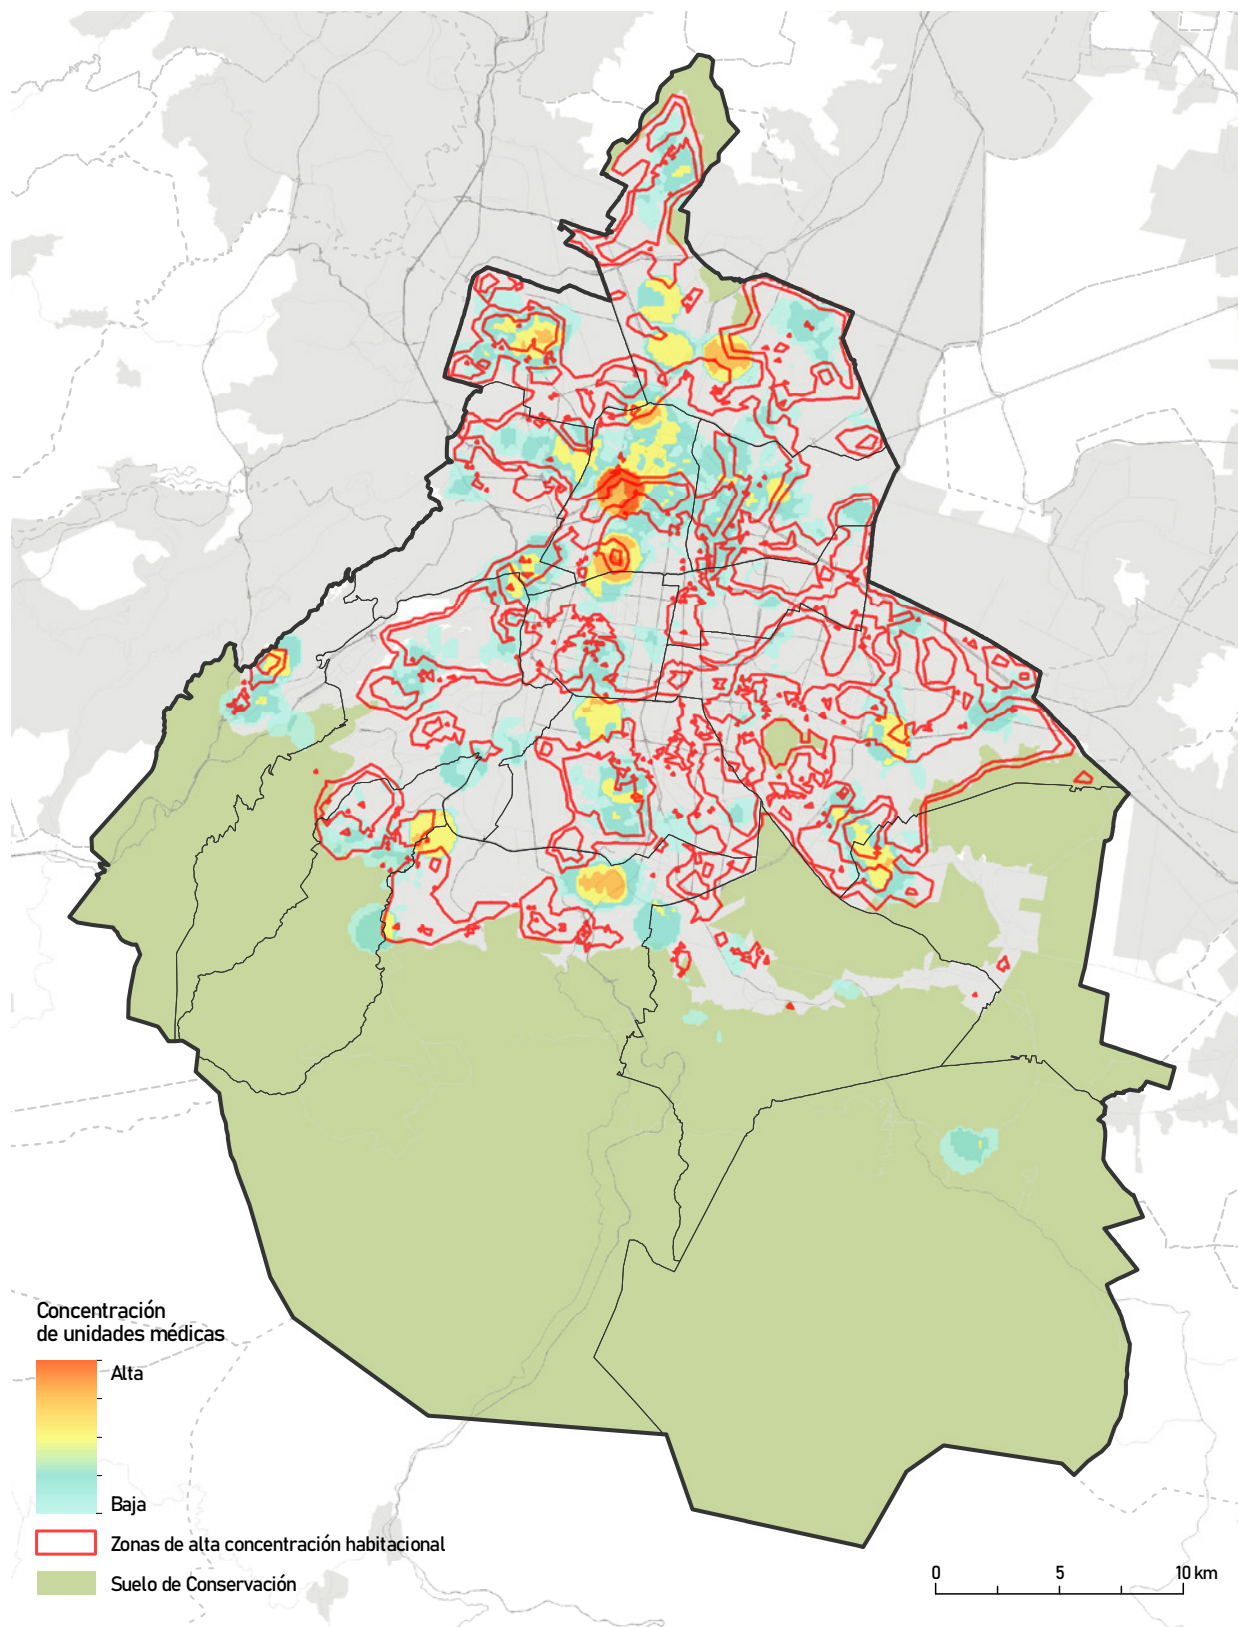 Concentración
de unidades médicas
Alta
Baja
Zonas de alta concentración habitacional
Suelo de Conservación
0 5 10 km